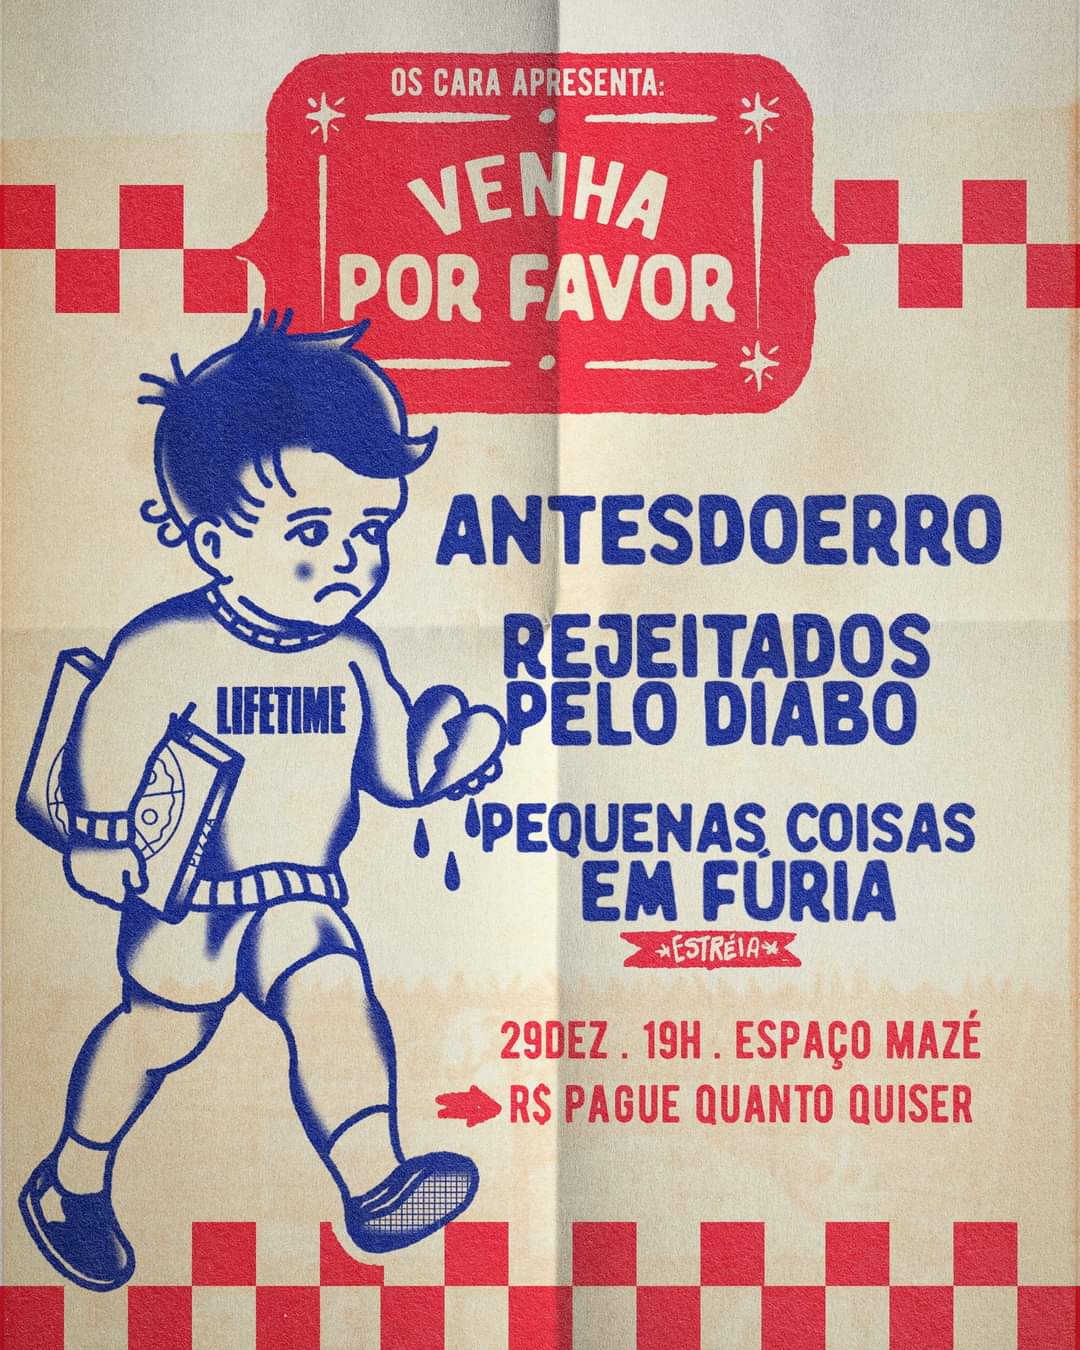 OS CARA APRESENTA:
VENHA
POR FAVOR
ANTESDOERRO
REJEITADOS
PELO DIABO
LIFETIME
PEQUENAS COISAS
EM FÚRIA
PIZZA
ESTRÉIA
29DEZ . 19H . ESPAÇO MAZÉ
R$ PAGUE QUANTO QUISER